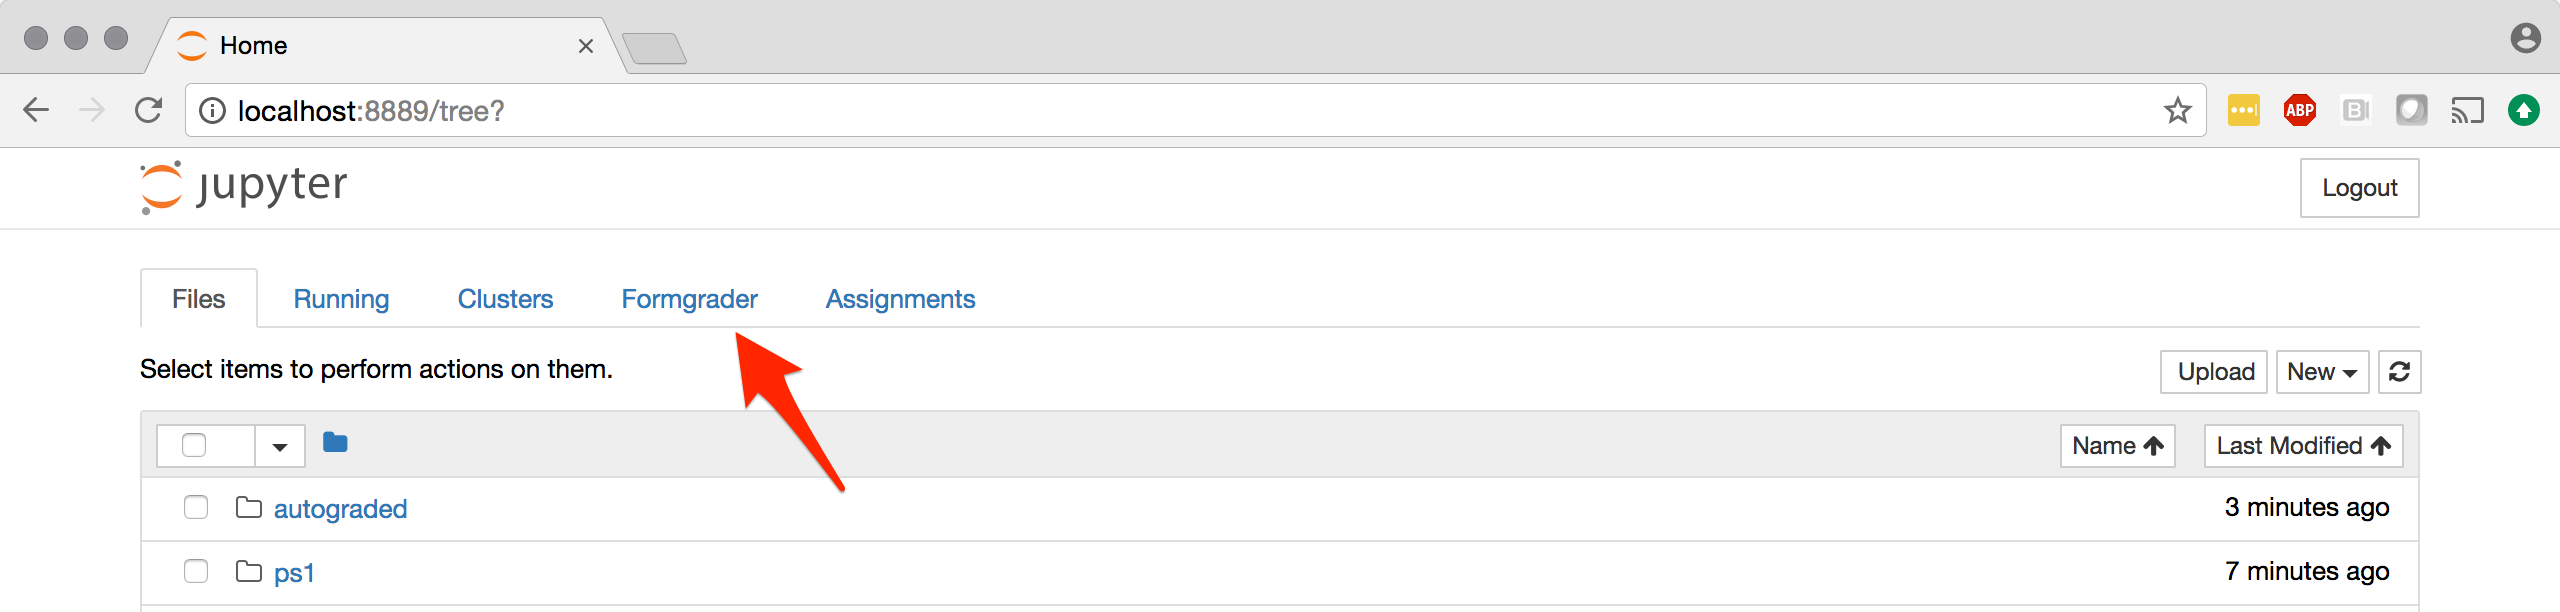 Home
localhost:8889/tree?
ABP
B
jupyter
Logout
Files Running Clusters Formgrader Assignments
Select items to perform actions on them.
Upload New
Name Last Modified
autograded 3 minutes ago
ps1 7 minutes ago